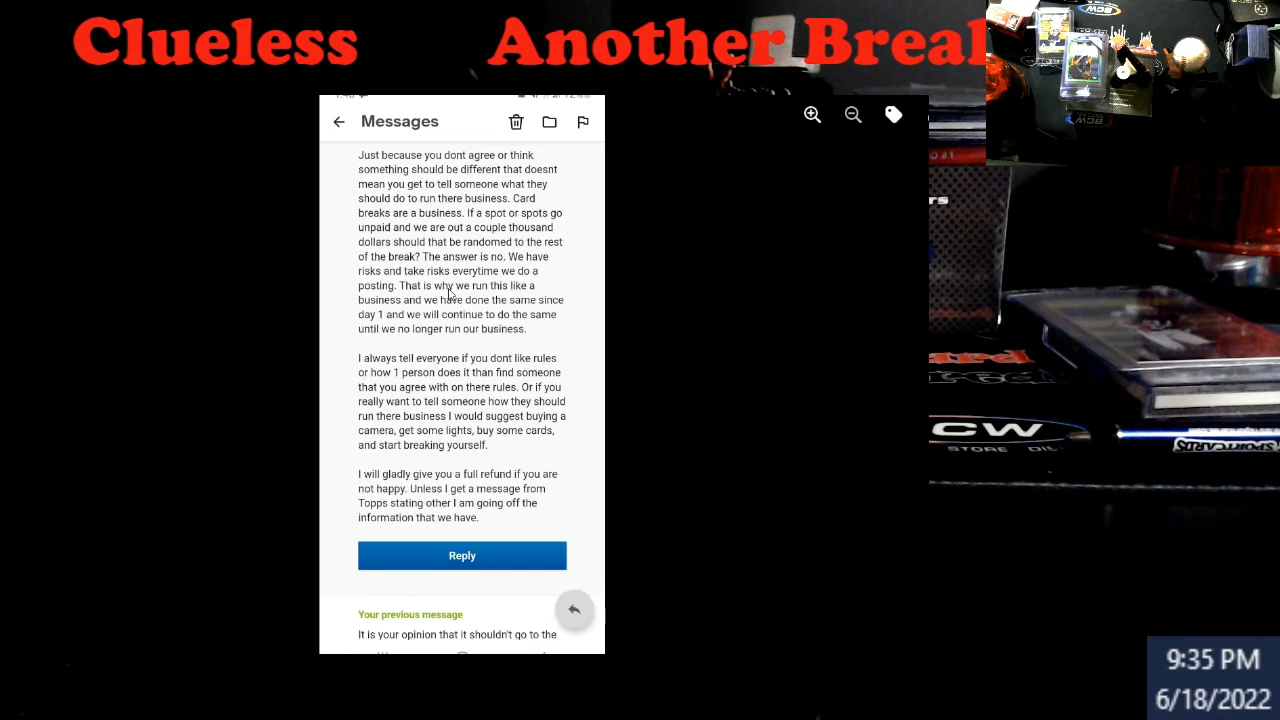 Clueless Another Break
Messages
Just because you dont agree or think
something should be different that doesnt
mean you get to tell someone what they
should do to run there business. Card
breaks are a business. If a spot or spots go
unpaid and we are out a couple thousand
dollars should that be randomed to the rest
of the break? The answer is no. We have
risks and take risks everytime we do a
posting. That is why we run this like a
business and we have done the same since
day 1 and we will continue to do the same
until we no longer run our business.
I always tell everyone if you dont like rules
or how 1 person does it than find someone
that you agree with on there rules. Or if you
really want to tell someone how they should
run there business I would suggest buying a
camera, get some lights, buy some cards,
and start breaking yourself.
I will gladly give you a full refund if you are
not happy. Unless I get a message from
Topps stating other I am going off the
information that we have.
Reply
Your previous message
It is your opinion that it shouldn't go to the
BCW
BCW
CW
STORE
SPORTCARDS
9:35 PM
6/18/2022